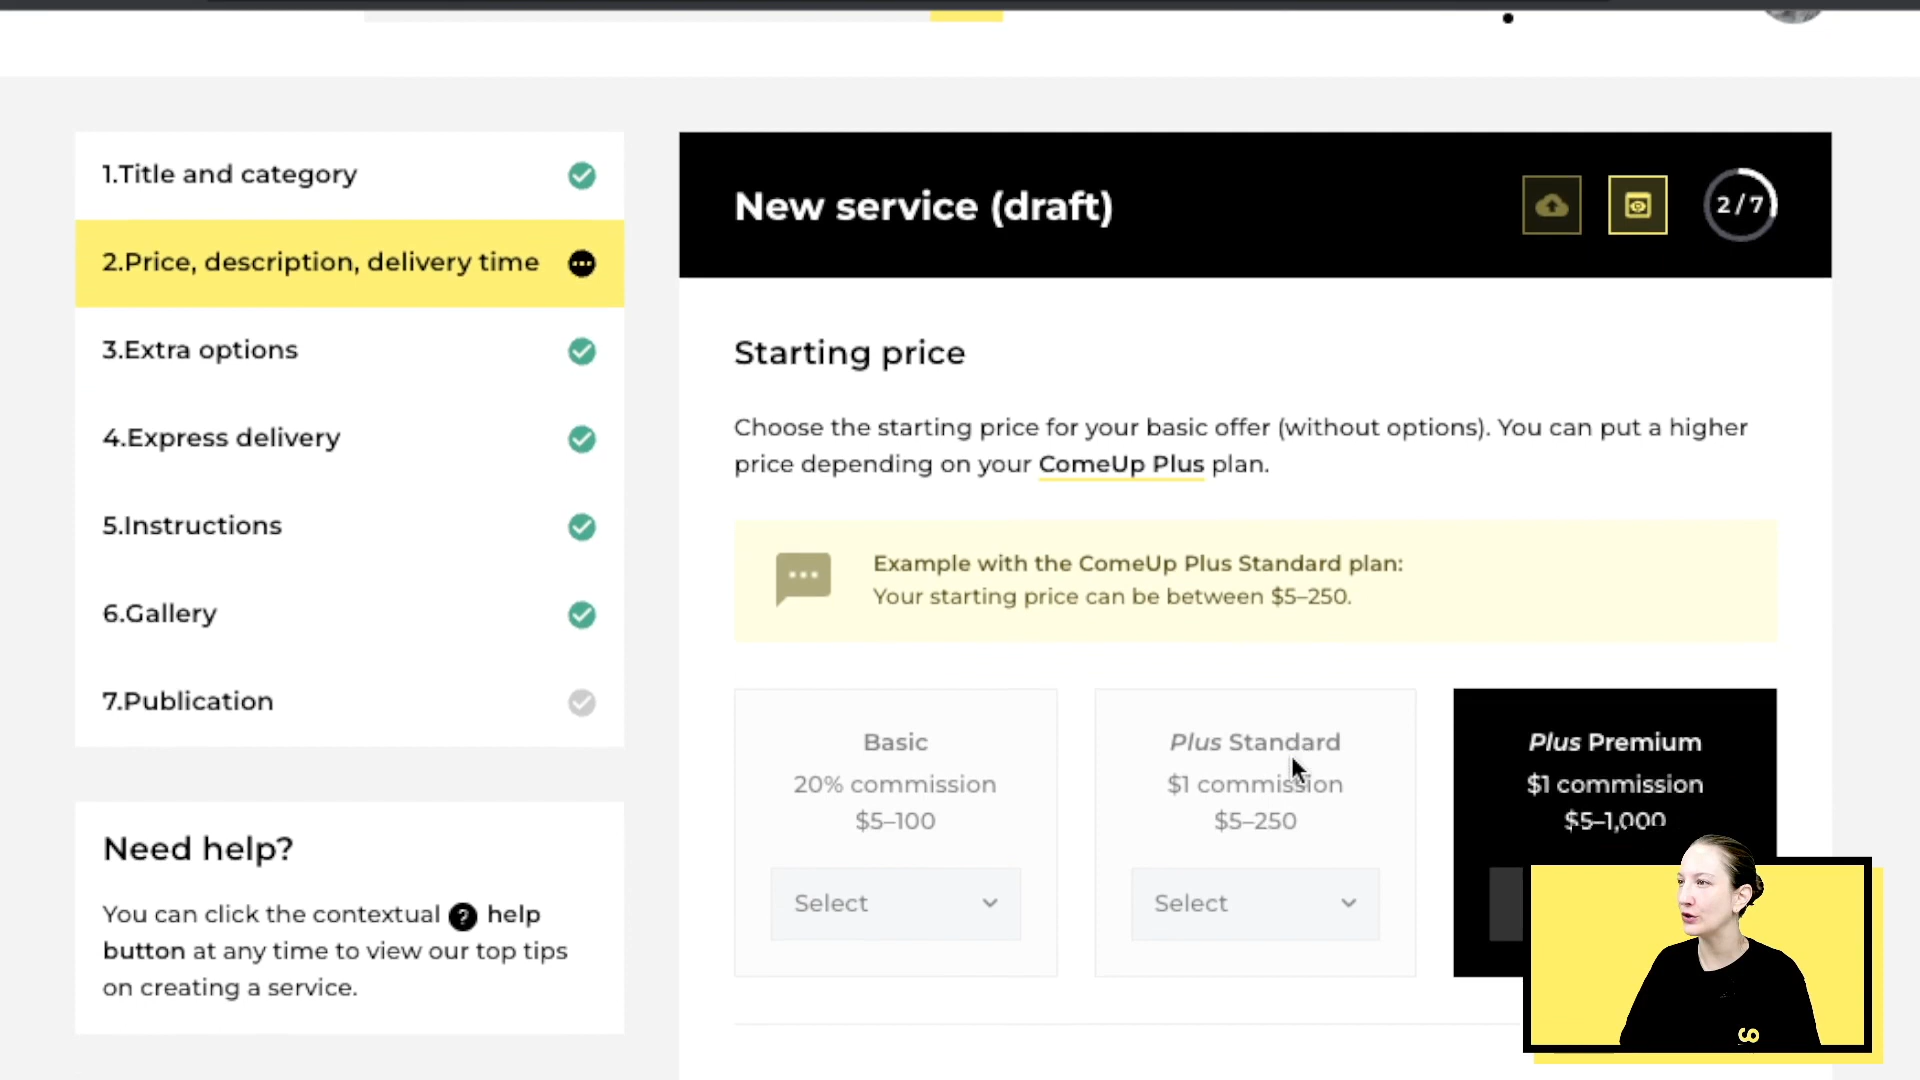 1.Title and category
2.Price, description, delivery time
3.Extra options
4.Express delivery
5.Instructions
6.Gallery
7.Publication
Need help?
You can click the contextual ? help
button at any time to view our top tips
on creating a service.
New service (draft)
2/7
Starting price
Choose the starting price for your basic offer (without options). You can put a higher
price depending on your ComeUp Plus plan.
Example with the ComeUp Plus Standard plan:
Your starting price can be between $5–250.
Basic
20% commission
$5–100
Select
Plus Standard
$1 commission
$5–250
Select
Plus Premium
$1 commission
$5–1,000